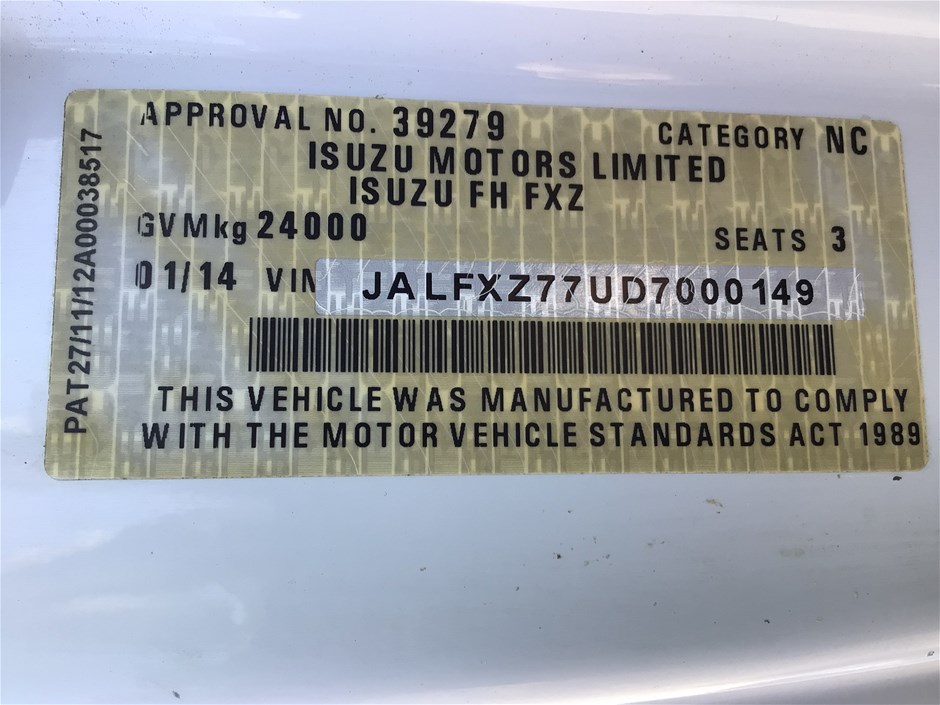 APPROVAL NO. 39279 CATEGORY NC
ISUZU MOTORS LIMITED
ISUZU FH FXZ
GVMkg 24000 SEATS 3
01/14 VIN JALFXZ77UD7000149
THIS VEHICLE WAS MANUFACTURED TO COMPLY
WITH THE MOTOR VEHICLE STANDARDS ACT 1989
PAT27/11/12A00038517